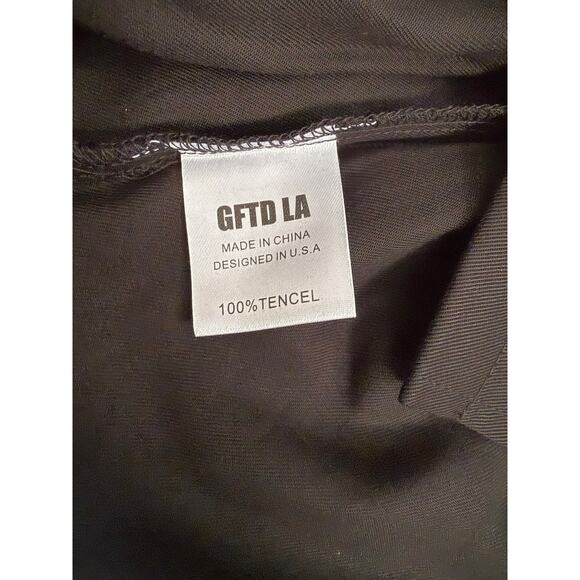 GFTD LA
MADE IN CHINA
DESIGNED IN U.S.A
100%TENCEL